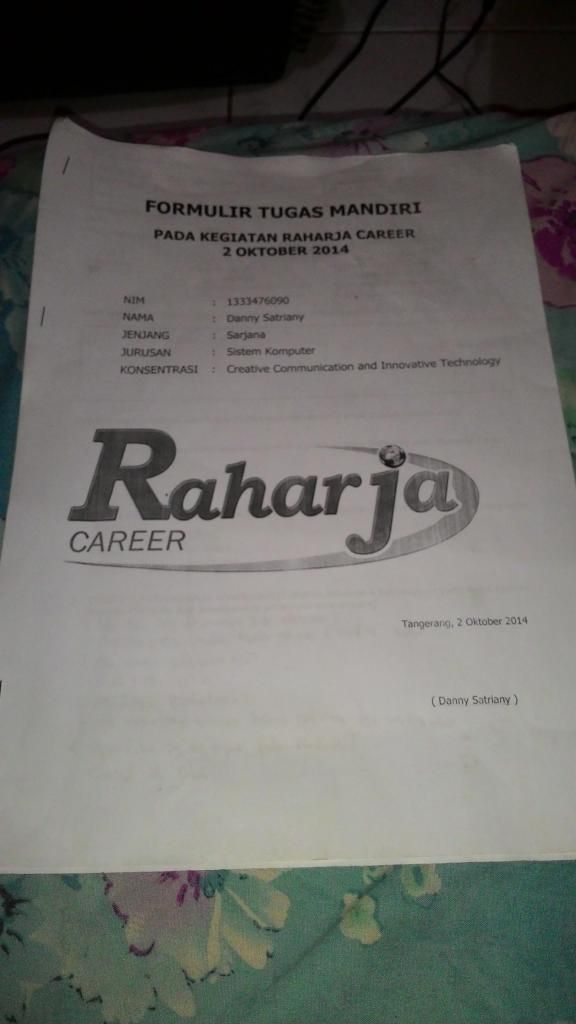 FORMULIR TUGAS MANDIRI
PADA KEGIATAN RAHARJA CAREER
2 OKTOBER 2014
NIM : 1333476090
NAMA : Danny Satriany
JENJANG : Sarjana
JURUSAN : Sistem Komputer
KONSENTRASI : Creative Communication and Innovative Technology
Raharja
CAREER
Tangerang, 2 Oktober 2014
( Danny Satriany )